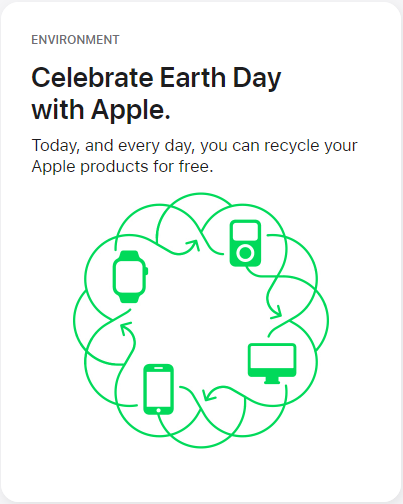 ENVIRONMENT
Celebrate Earth Day
with Apple.
Today, and every day, you can recycle your
Apple products for free.